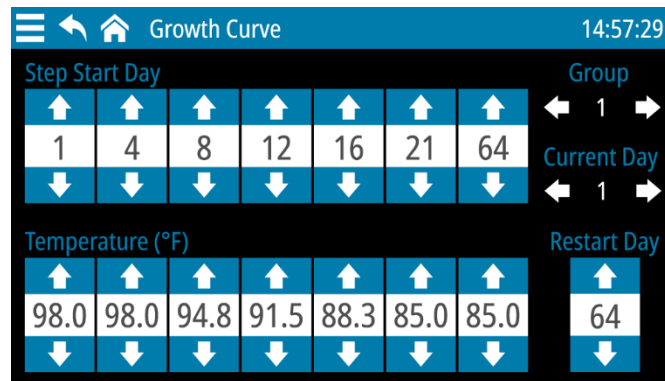 Growth Curve 14:57:29
Step Start Day Group
1
1 4 8 12 16 21 64
Current Day
1
Temperature (°F) Restart Day
98.0 98.0 94.8 91.5 88.3 85.0 85.0 64